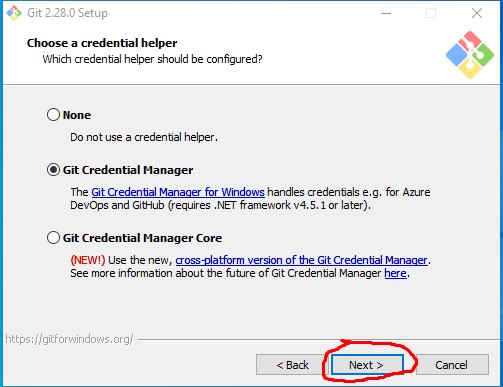 Git 2.28.0 Setup
Choose a credential helper
Which credential helper should be configured?
None
Do not use a credential helper.
Git Credential Manager
The Git Credential Manager for Windows handles credentials e.g. for Azure
DevOps and GitHub (requires .NET framework v4.5.1 or later).
Git Credential Manager Core
(NEW!) Use the new, cross-platform version of the Git Credential Manager.
See more information about the future of Git Credential Manager here.
https://gitforwindows.org/
< Back
Next >
Cancel